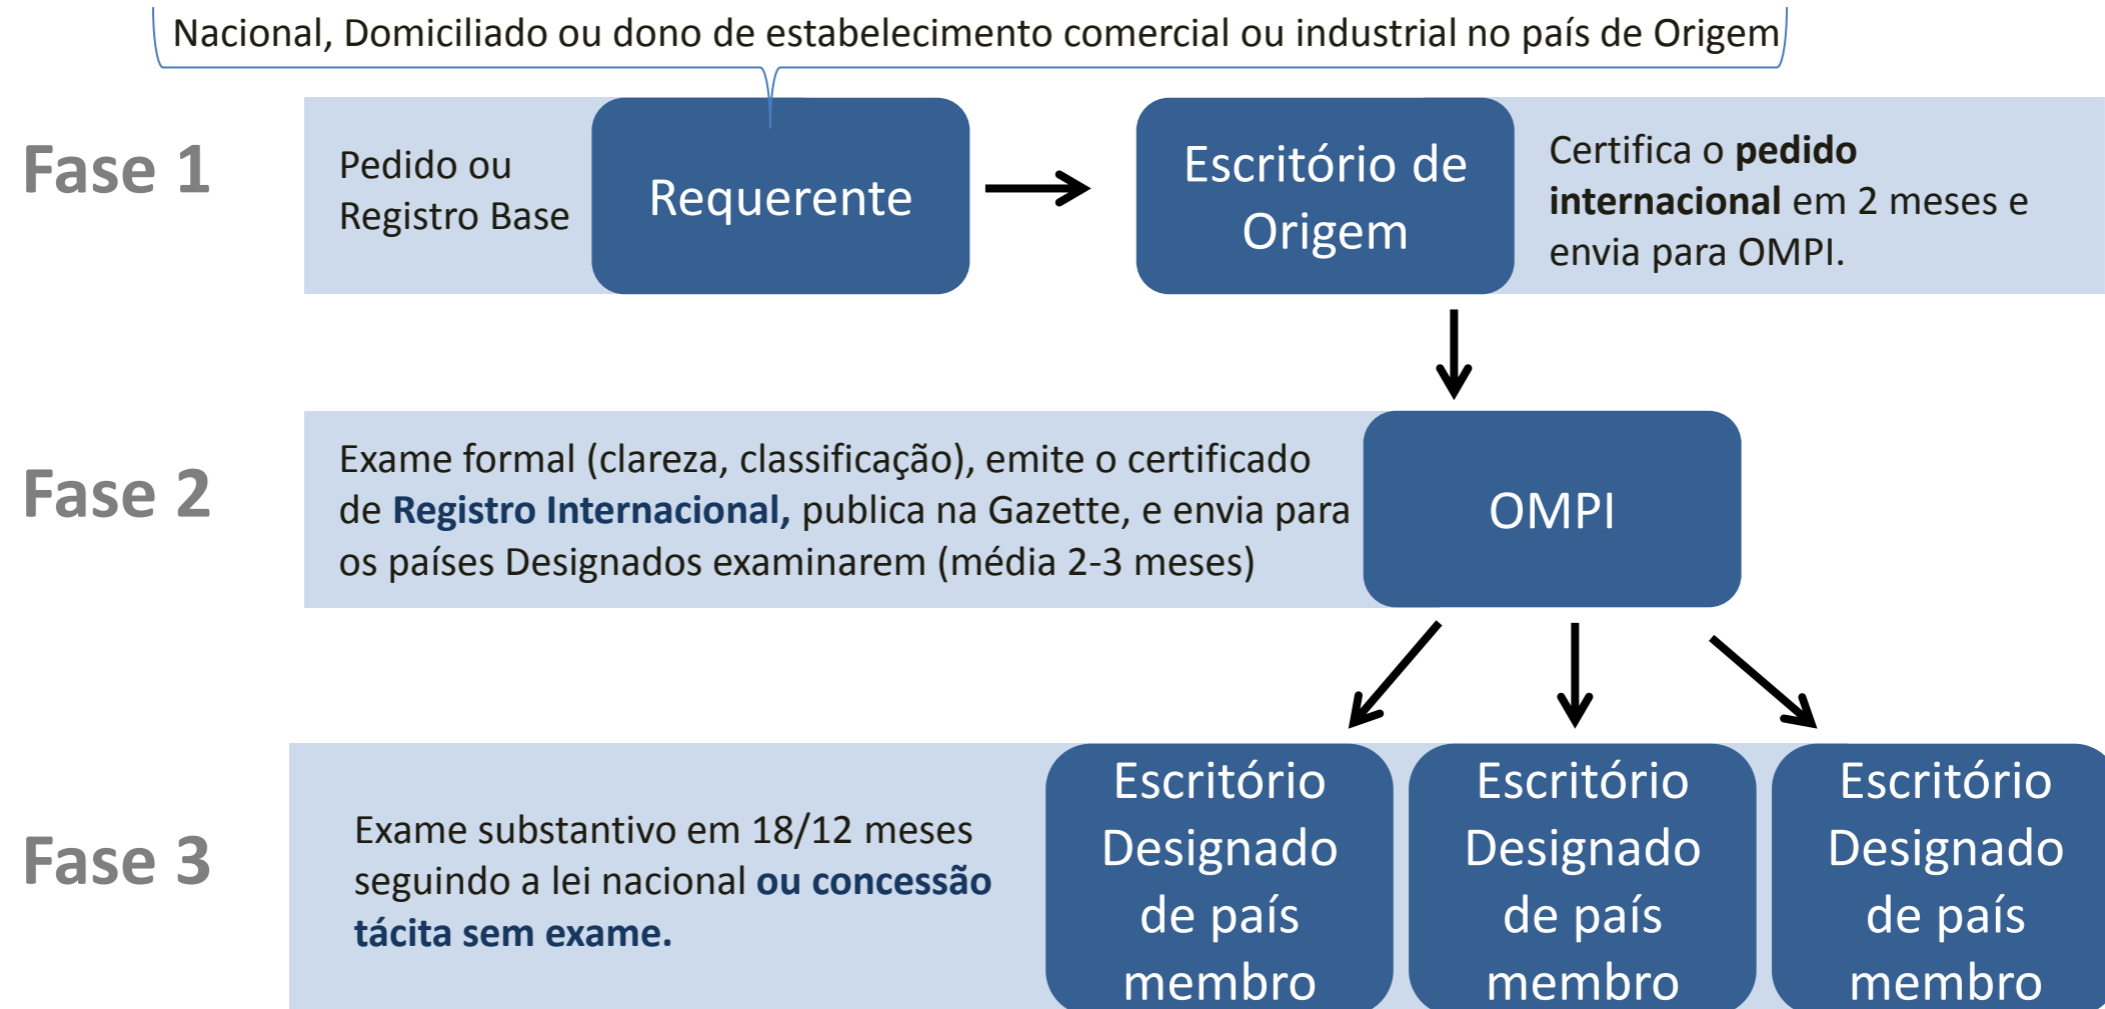 Nacional, Domiciliado ou dono de estabelecimento comercial ou industrial no país de Origem
Fase 1
Pedido ou
Registro Base
Requerente
Escritório de
Origem
Certifica o pedido
internacional em 2 meses e
envia para OMPI.
Fase 2
Exame formal (clareza, classificação), emite o certificado
de Registro Internacional, publica na Gazette, e envia para
os países Designados examinarem (média 2-3 meses)
OMPI
Fase 3
Exame substantivo em 18/12 meses
seguindo a lei nacional ou concessão
tácita sem exame.
Escritório
Designado
de país
membro
Escritório
Designado
de país
membro
Escritório
Designado
de país
membro